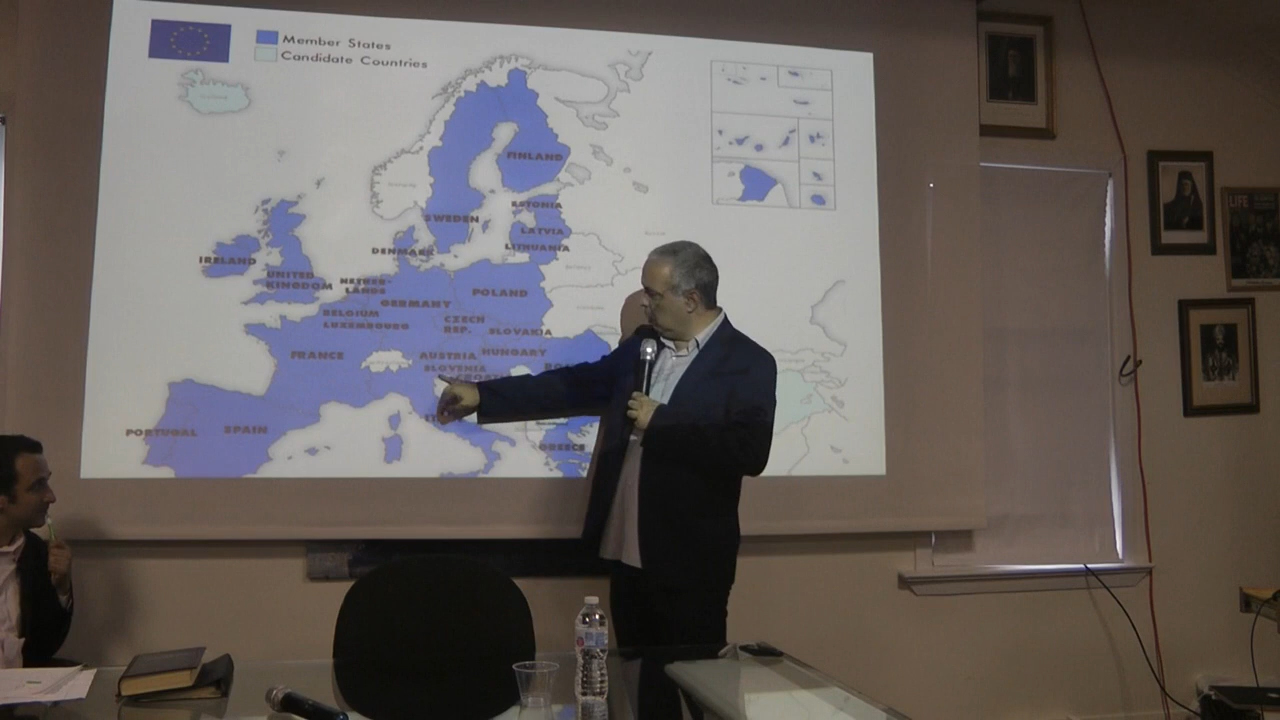 Member States
Candidate Countries
FINLAND
ESTONIA
SWEDEN
LATVIA
LITHUANIA
DENMARK
IRELAND
UNITED
KINGDOM
NETHER-
LANDS
POLAND
GERMANY
BELGIUM
LUXEMBOURG
CZECH
REP.
SLOVAKIA
FRANCE
AUSTRIA
HUNGARY
SLOVENIA
PORTUGAL
SPAIN
GREECE
LIFE